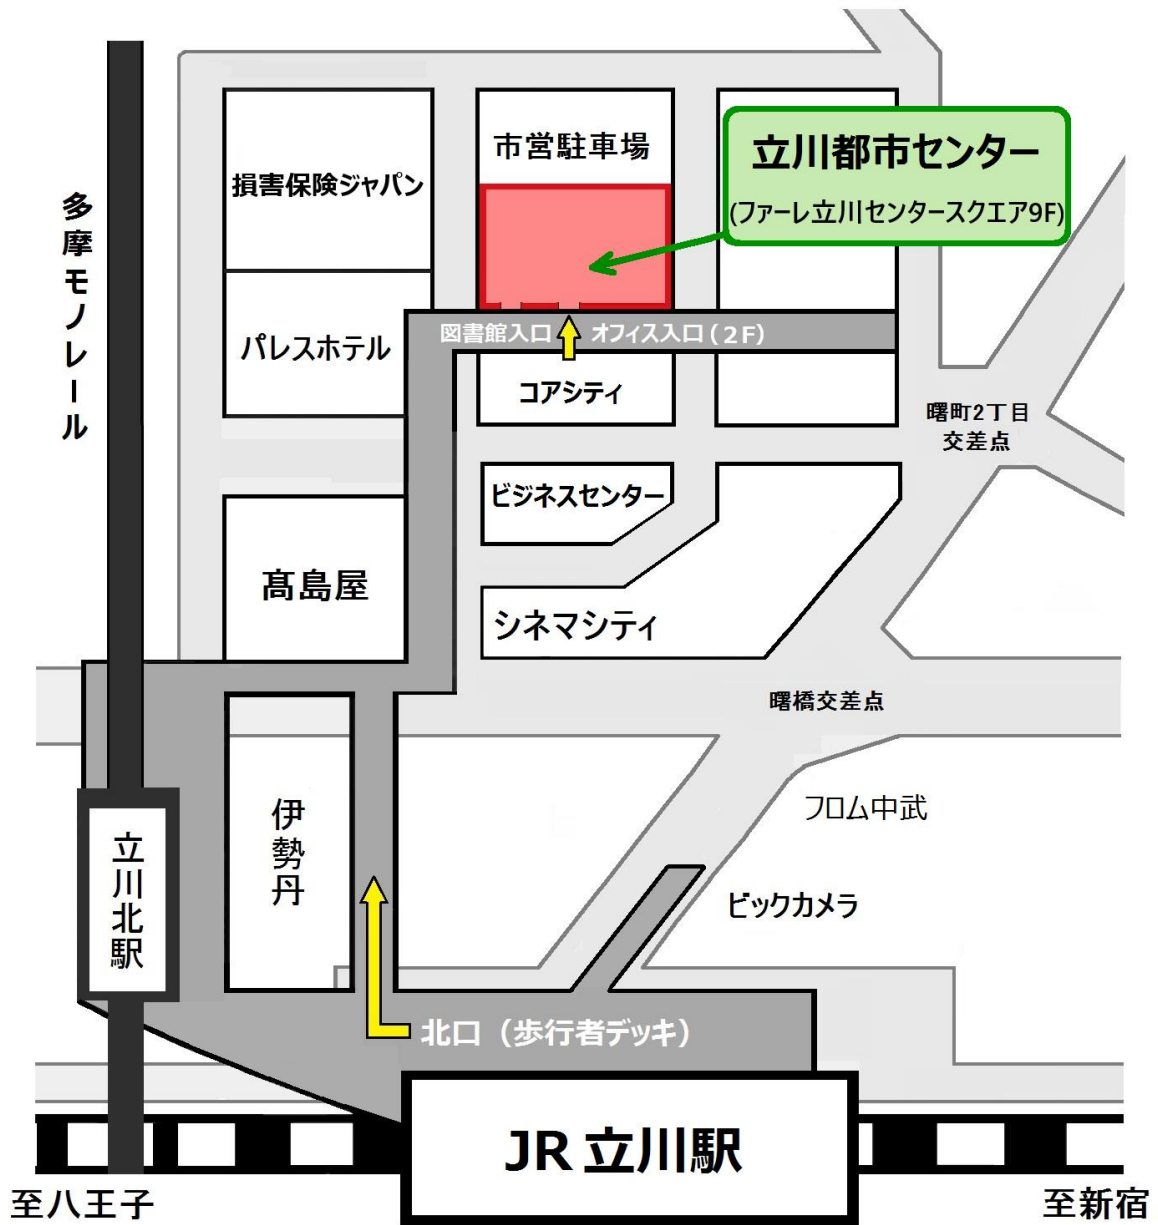 市営駐車場
立川都市センター
(ファーレ立川センタースクエア9F)
損害保険ジャパン
多摩モノレール
図書館入口
オフィス入口(2F)
パレスホテル
コアシティ
曙町2丁目
交差点
ビジネスセンター
髙島屋
シネマシティ
曙橋交差点
フロム中武
伊勢丹
立川北駅
ビックカメラ
北口(歩行者デッキ)
JR 立川駅
至八王子
至新宿